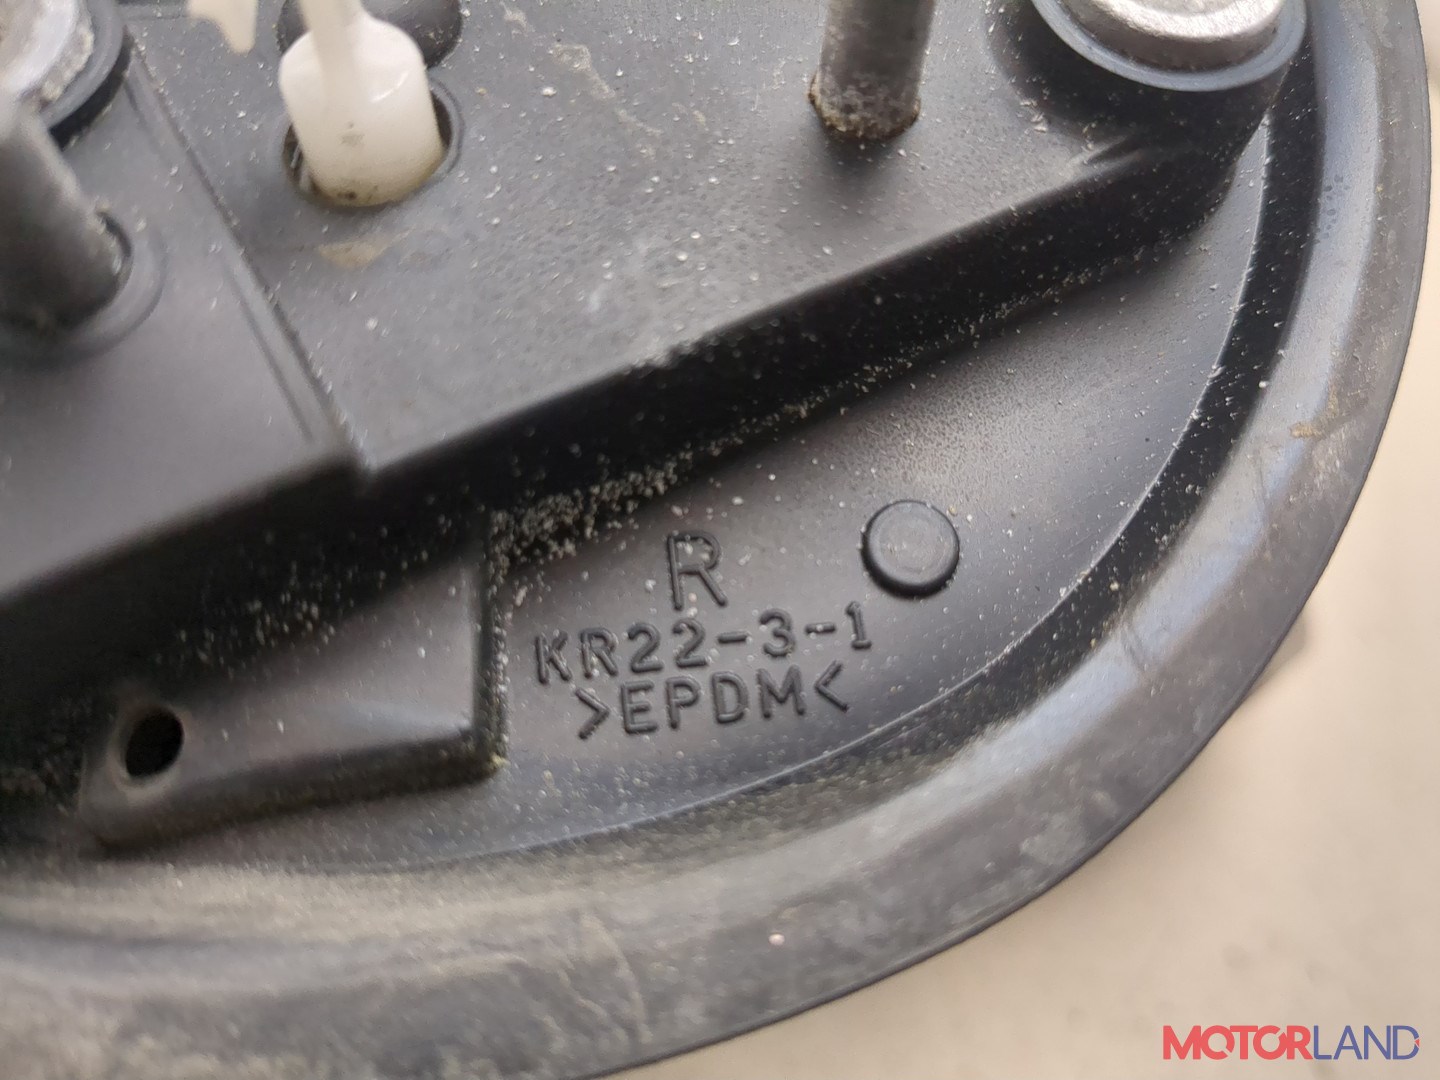 R
KR22-3-1
>EPDM<
MOTORLAND